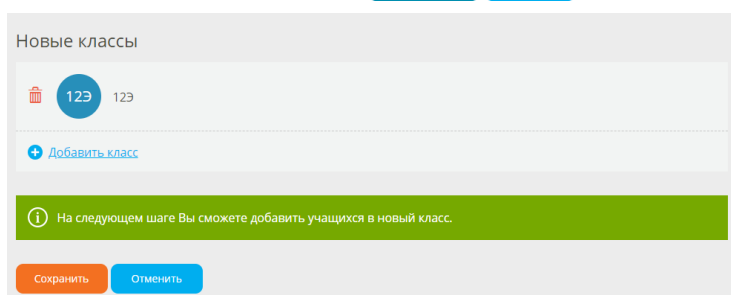 Новые классы
12Э 12Э
Добавить класс
На следующем шаге Вы сможете добавить учащихся в новый класс.
Сохранить Отменить